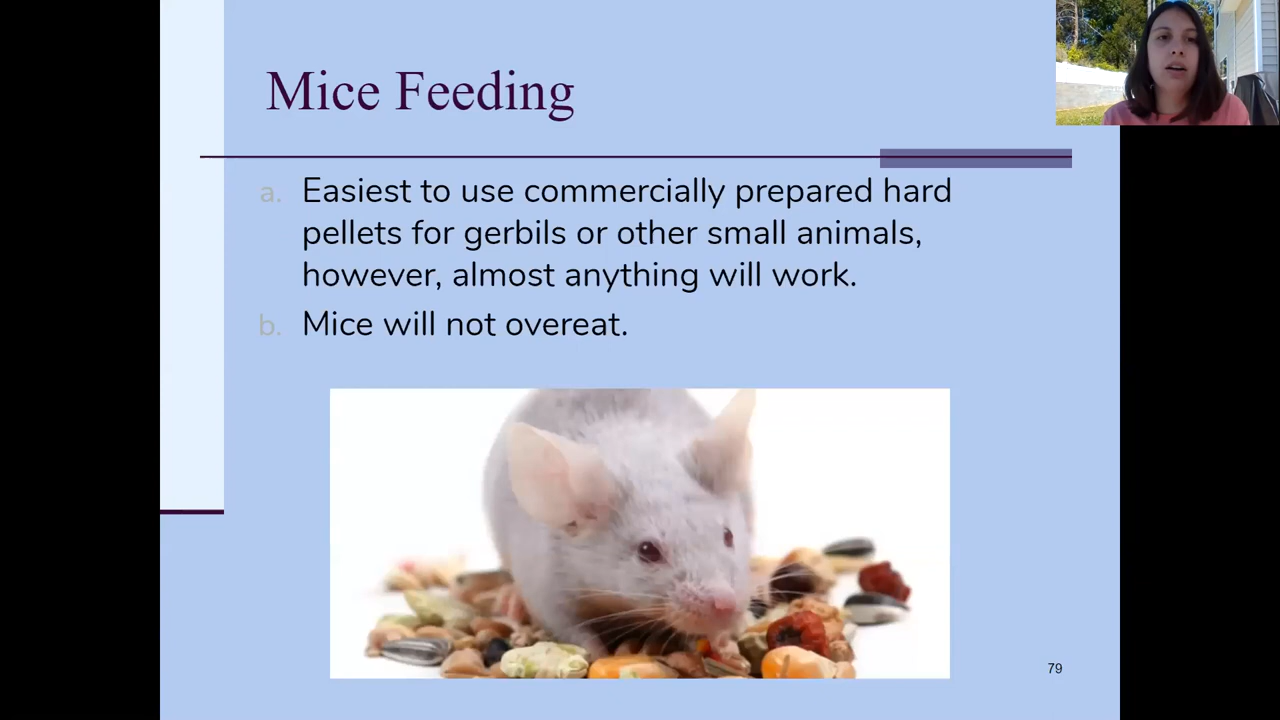 Mice Feeding
a. Easiest to use commercially prepared hard
pellets for gerbils or other small animals,
however, almost anything will work.
b. Mice will not overeat.
79